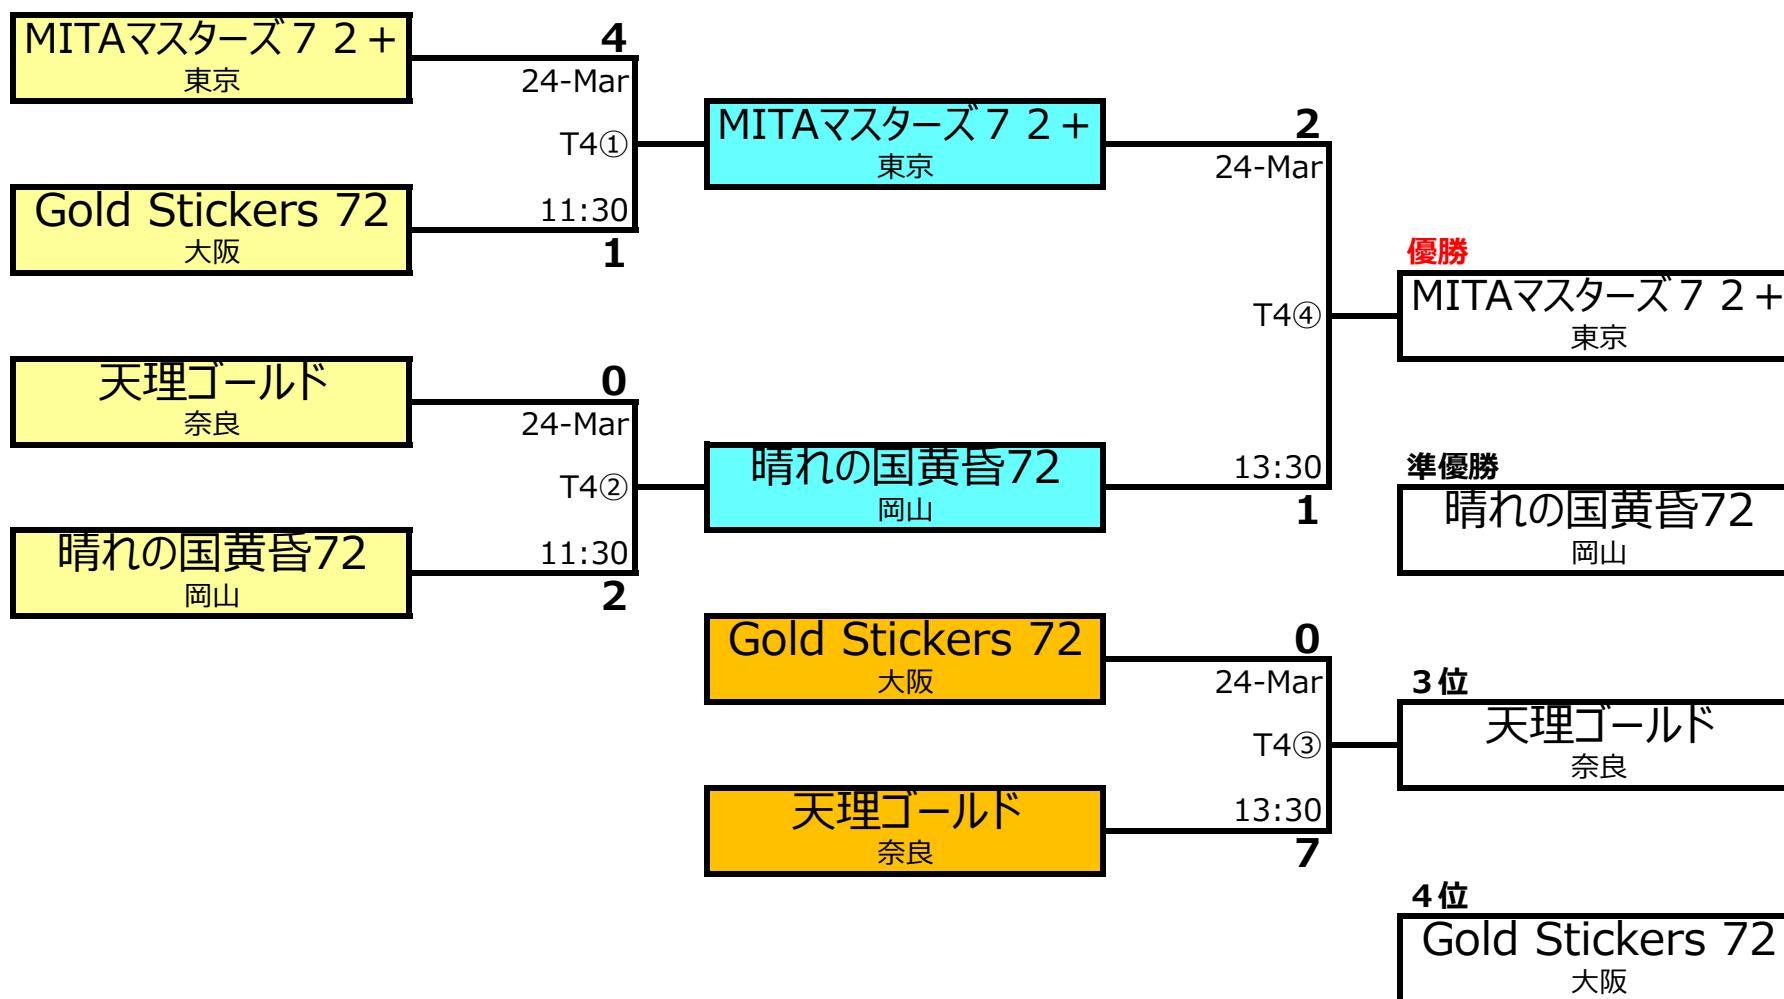 MITAマスターズ７２＋
東京
4
24-Mar
T4①
11:30
1
Gold Stickers 72
大阪
天理ゴールド
奈良
0
24-Mar
T4②
11:30
2
晴れの国黄昏72
岡山
MITAマスターズ７２＋
東京
2
24-Mar
T4④
13:30
1
晴れの国黄昏72
岡山
Gold Stickers 72
大阪
0
24-Mar
T4③
13:30
7
天理ゴールド
奈良
優勝
MITAマスターズ７２＋
東京
準優勝
晴れの国黄昏72
岡山
３位
天理ゴールド
奈良
４位
Gold Stickers 72
大阪